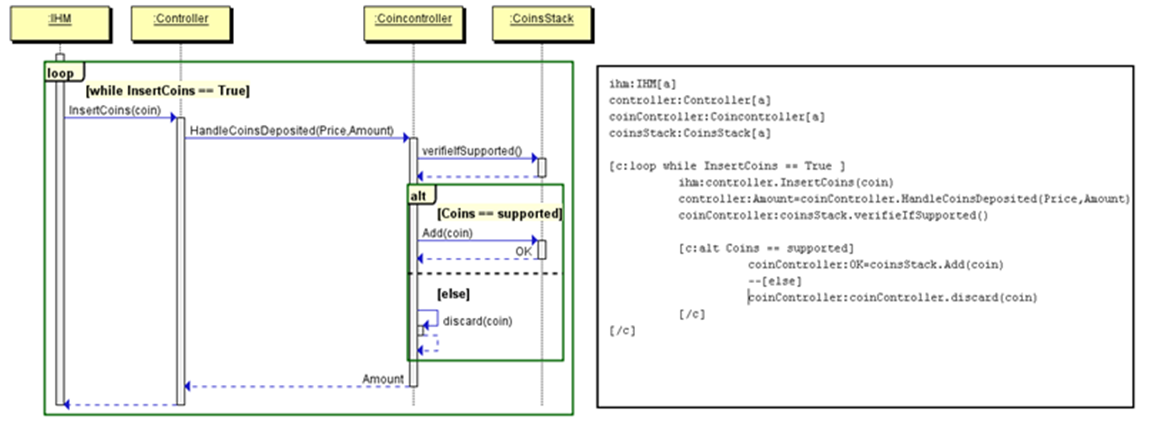 :IHM
:Controller
:Coincontroller
:CoinsStack
loop
[while InsertCoins == True]
InsertCoins(coin)
HandleCoinsDeposited(Price,Amount)
verifieIfSupported()
alt
[Coins == supported]
Add(coin)
OK
[else]
discard(coin)
Amount
ihm:IHM[a]
controller:Controller[a]
coinController:Coincontroller[a]
coinsStack:CoinsStack[a]
[c:loop while InsertCoins == True ]
ihm:controller.InsertCoins(coin)
controller:Amount=coinController.HandleCoinsDeposited(Price,Amount)
coinController:coinsStack.verifieIfSupported()
[c:alt Coins == supported]
coinController:OK=coinsStack.Add(coin)
--[else]
coinController:coinController.discard(coin)
[/c]
[/c]